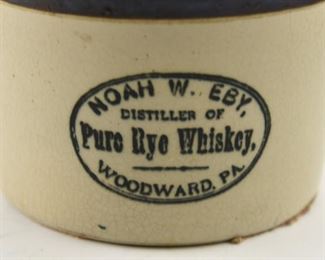 NOAH W. EBY,
DISTILLER OF
Pure Rye Whiskey,
WOODWARD, PA.